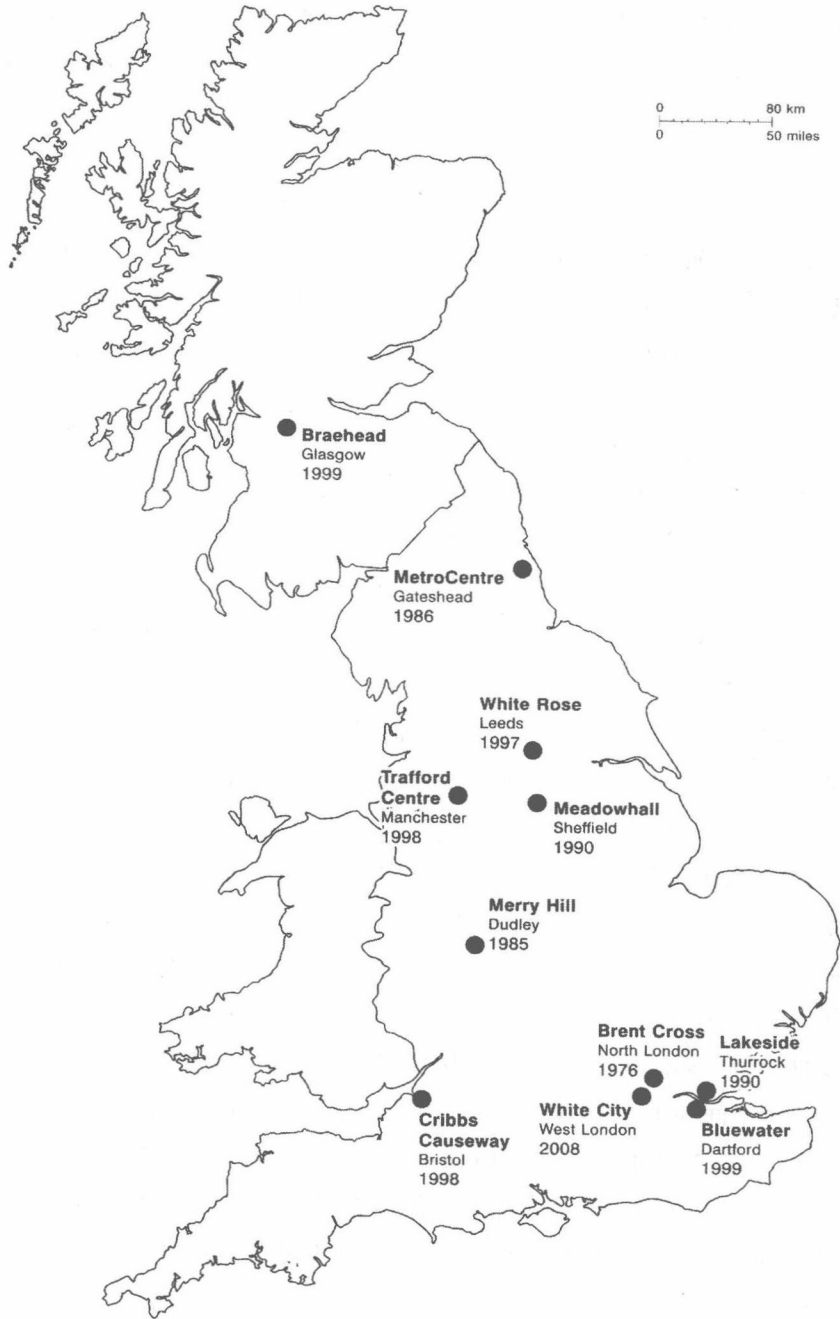 0 80 km
0 50 miles
Braehead
Glasgow
1999
MetroCentre
Gateshead
1986
White Rose
Leeds
1997
Trafford
Centre
Manchester
1998
Meadowhall
Sheffield
1990
Merry Hill
Dudley
1985
Brent Cross
North London
1976
Lakeside
Thurrock
1990
White City
West London
2008
Bluewater
Dartford
1999
Cribbs
Causeway
Bristol
1998